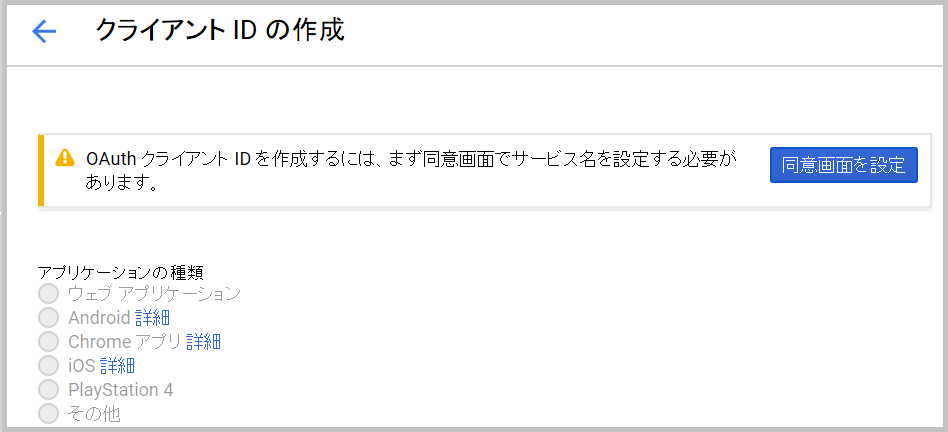 クライアント ID の作成
OAuth クライアント ID を作成するには、まず同意画面でサービス名を設定する必要が
あります。
同意画面を設定
アプリケーションの種類
ウェブ アプリケーション
Android 詳細
Chrome アプリ 詳細
iOS 詳細
PlayStation 4
その他